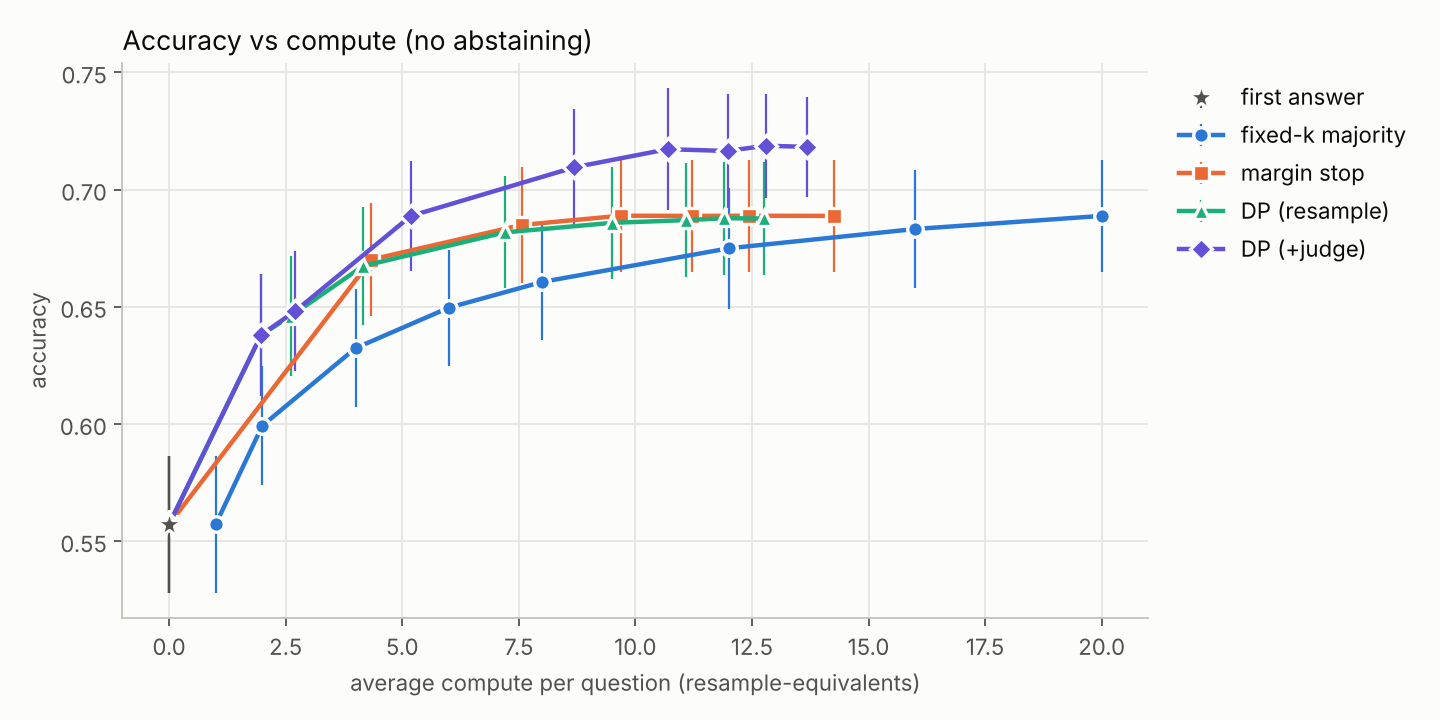 Accuracy vs compute (no abstaining)
0.75
0.70
0.65
0.60
0.55
accuracy
0.0 2.5 5.0 7.5 10.0 12.5 15.0 17.5 20.0
average compute per question (resample-equivalents)
first answer
fixed-k majority
margin stop
DP (resample)
DP (+judge)